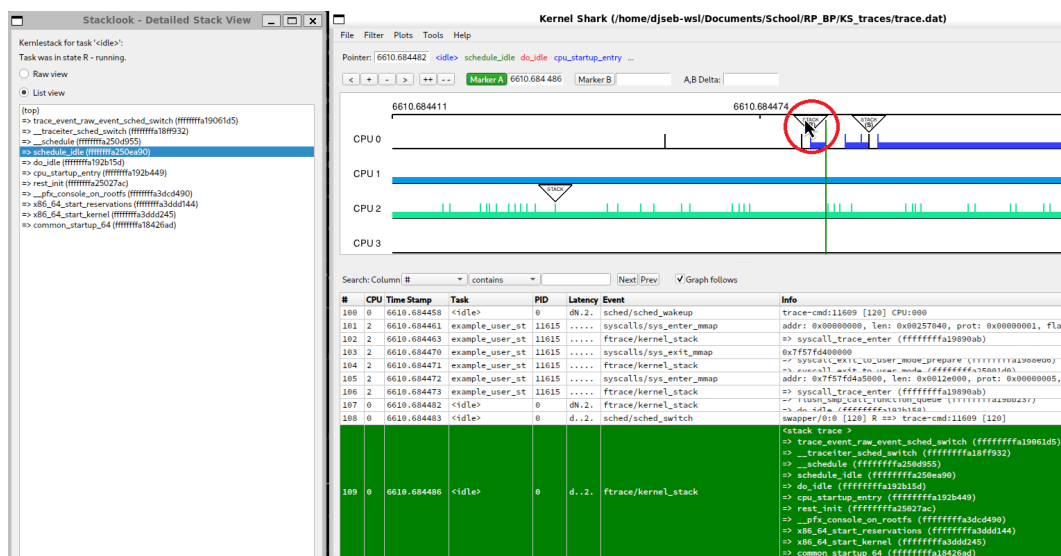 Stacklook - Detailed Stack View
Kernlestack for task '<idle>':
Task was in state R - running.
Raw view
List view
(top)
=> trace_event_raw_event_sched_switch (ffffffffa19061d5)
=> __traceiter_sched_switch (ffffffffa18ff932)
=> __schedule (ffffffffa250d955)
=> schedule_idle (ffffffffa250ea90)
=> do_idle (ffffffffa192b15d)
=> cpu_startup_entry (ffffffffa192b449)
=> rest_init (ffffffffa25027ac)
=> __pfx_console_on_rootfs (ffffffffa3dcd490)
=> x86_64_start_reservations (ffffffffa3ddd144)
=> x86_64_start_kernel (ffffffffa3ddd245)
=> common_startup_64 (ffffffffa18426ad)
Kernel Shark (/home/djseb-wsl/Documents/School/RP_BP/KS_traces/trace.dat)
File Filter Plots Tools Help
Pointer: 6610.684482 <idle> schedule_idle do_idle cpu_startup_entry ...
< + - > ++ -- Marker A 6610.684 486 Marker B A,B Delta:
6610.684411 6610.684474
STACK STACK
(S)
CPU 0
CPU 1
STACK
CPU 2
CPU 3
Search: Column # contains Next Prev Graph follows
# CPU Time Stamp Task PID Latency Event Info
100 0 6610.684458 <idle> 0 dN.2. sched/sched_wakeup trace-cmd:11609 [120] CPU:000
101 2 6610.684461 example_user_st 11615 ..... syscalls/sys_enter_mmap addr: 0x00000000, len: 0x00257040, prot: 0x00000001, fla
102 2 6610.684463 example_user_st 11615 ..... ftrace/kernel_stack => syscall_trace_enter (ffffffffa19890ab)
103 2 6610.684470 example_user_st 11615 ..... syscalls/sys_exit_mmap 0x7f57fd400000
104 2 6610.684471 example_user_st 11615 ..... ftrace/kernel_stack => syscall_exit_to_user_mode_prepare (ffffffffa1988ed6)
=> syscall_exit_to_user_mode (ffffffffa25091d0)
105 2 6610.684472 example_user_st 11615 ..... syscalls/sys_enter_mmap addr: 0x7f57fd4a5000, len: 0x0012e000, prot: 0x00000005,
106 2 6610.684473 example_user_st 11615 ..... ftrace/kernel_stack => syscall_trace_enter (ffffffffa19890ab)
107 0 6610.684482 <idle> 0 dN.2. ftrace/kernel_stack => flush_smp_call_function_queue (ffffffffa19bd237)
=> do_idle (ffffffffa192b158)
108 0 6610.684483 <idle> 0 d..2. sched/sched_switch swapper/0:0 [120] R ==> trace-cmd:11609 [120]
109 0 6610.684486 <idle> 0 d..2. ftrace/kernel_stack <stack trace >
=> trace_event_raw_event_sched_switch (ffffffffa19061d5)
=> __traceiter_sched_switch (ffffffffa18ff932)
=> __schedule (ffffffffa250d955)
=> schedule_idle (ffffffffa250ea90)
=> do_idle (ffffffffa192b15d)
=> cpu_startup_entry (ffffffffa192b449)
=> rest_init (ffffffffa25027ac)
=> __pfx_console_on_rootfs (ffffffffa3dcd490)
=> x86_64_start_reservations (ffffffffa3ddd144)
=> x86_64_start_kernel (ffffffffa3ddd245)
=> common_startup_64 (ffffffffa18426ad)